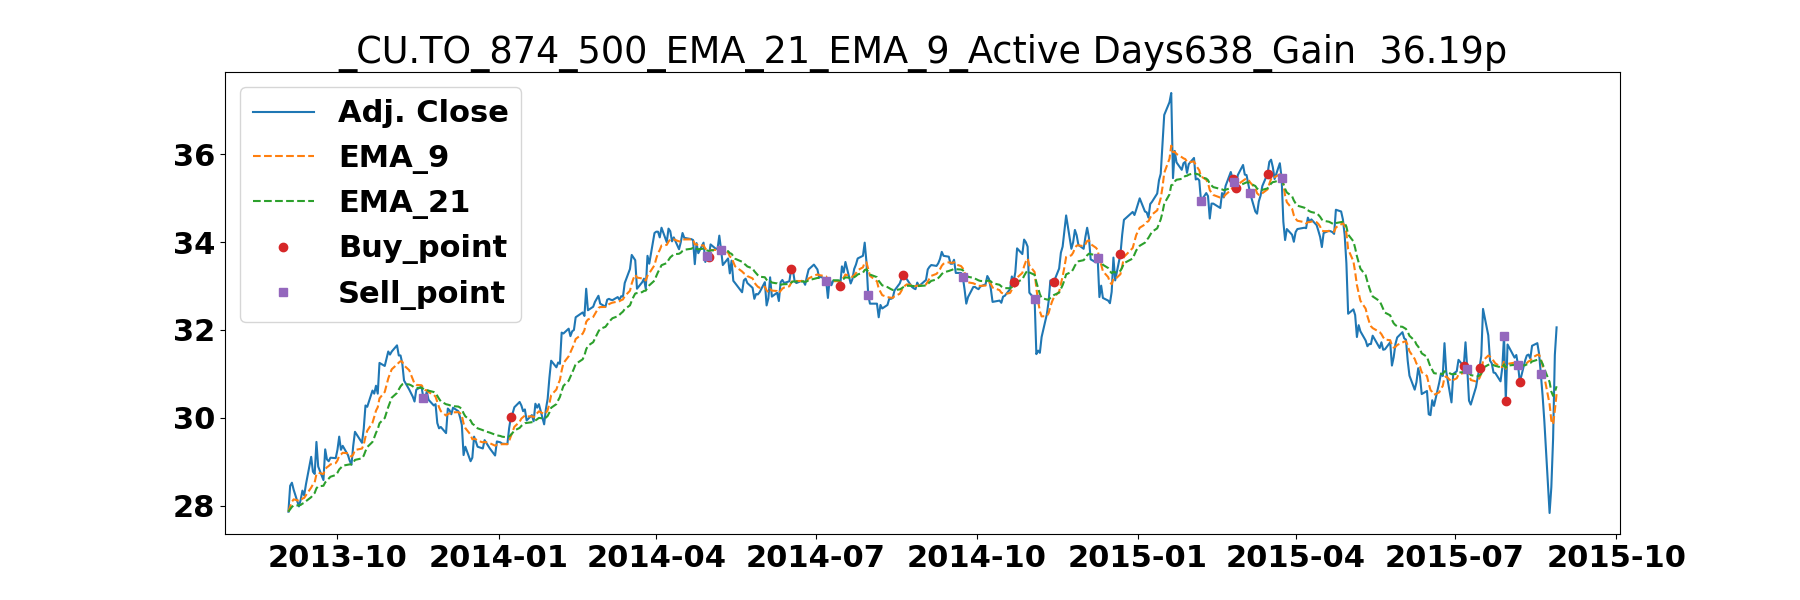 _CU.TO_874_500_EMA_21_EMA_9_Active Days638_Gain  36.19p
Adj. Close
EMA_9
EMA_21
Buy_point
Sell_point
36
34
32
30
28
2013-10 2014-01 2014-04 2014-07 2014-10 2015-01 2015-04 2015-07 2015-10